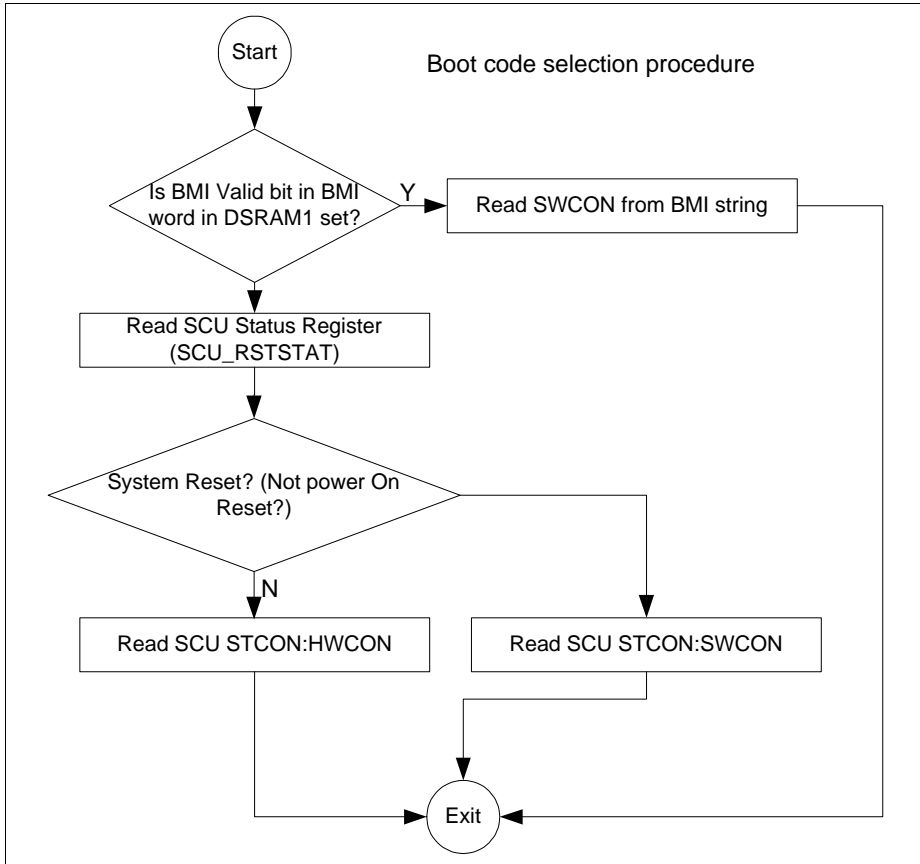 Start
Boot code selection procedure
Is BMI Valid bit in BMI
word in DSRAM1 set?
Y
Read SWCON from BMI string
Read SCU Status Register
(SCU_RSTSTAT)
System Reset? (Not power On
Reset?)
N
Read SCU STCON:HWCON
Read SCU STCON:SWCON
Exit